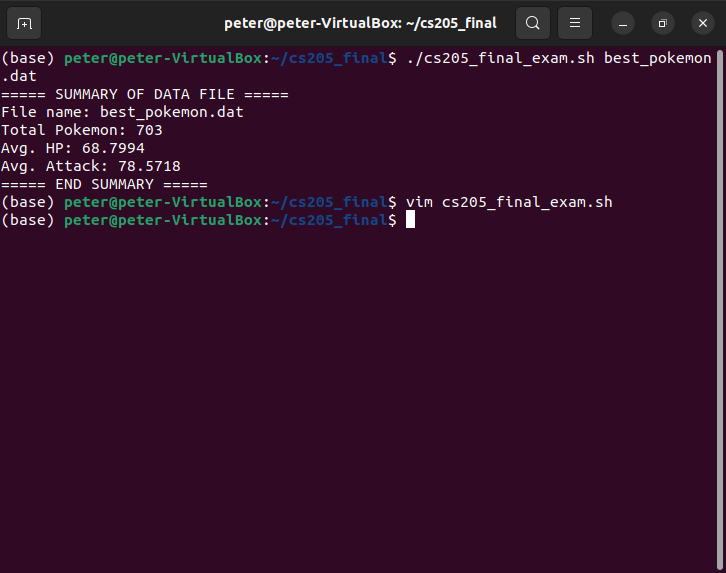 peter@peter-VirtualBox: ~/cs205_final
(base) peter@peter-VirtualBox:~/cs205_final$ ./cs205_final_exam.sh best_pokemon
.dat
===== SUMMARY OF DATA FILE =====
File name: best_pokemon.dat
Total Pokemon: 703
Avg. HP: 68.7994
Avg. Attack: 78.5718
===== END SUMMARY =====
(base) peter@peter-VirtualBox:~/cs205_final$ vim cs205_final_exam.sh
(base) peter@peter-VirtualBox:~/cs205_final$